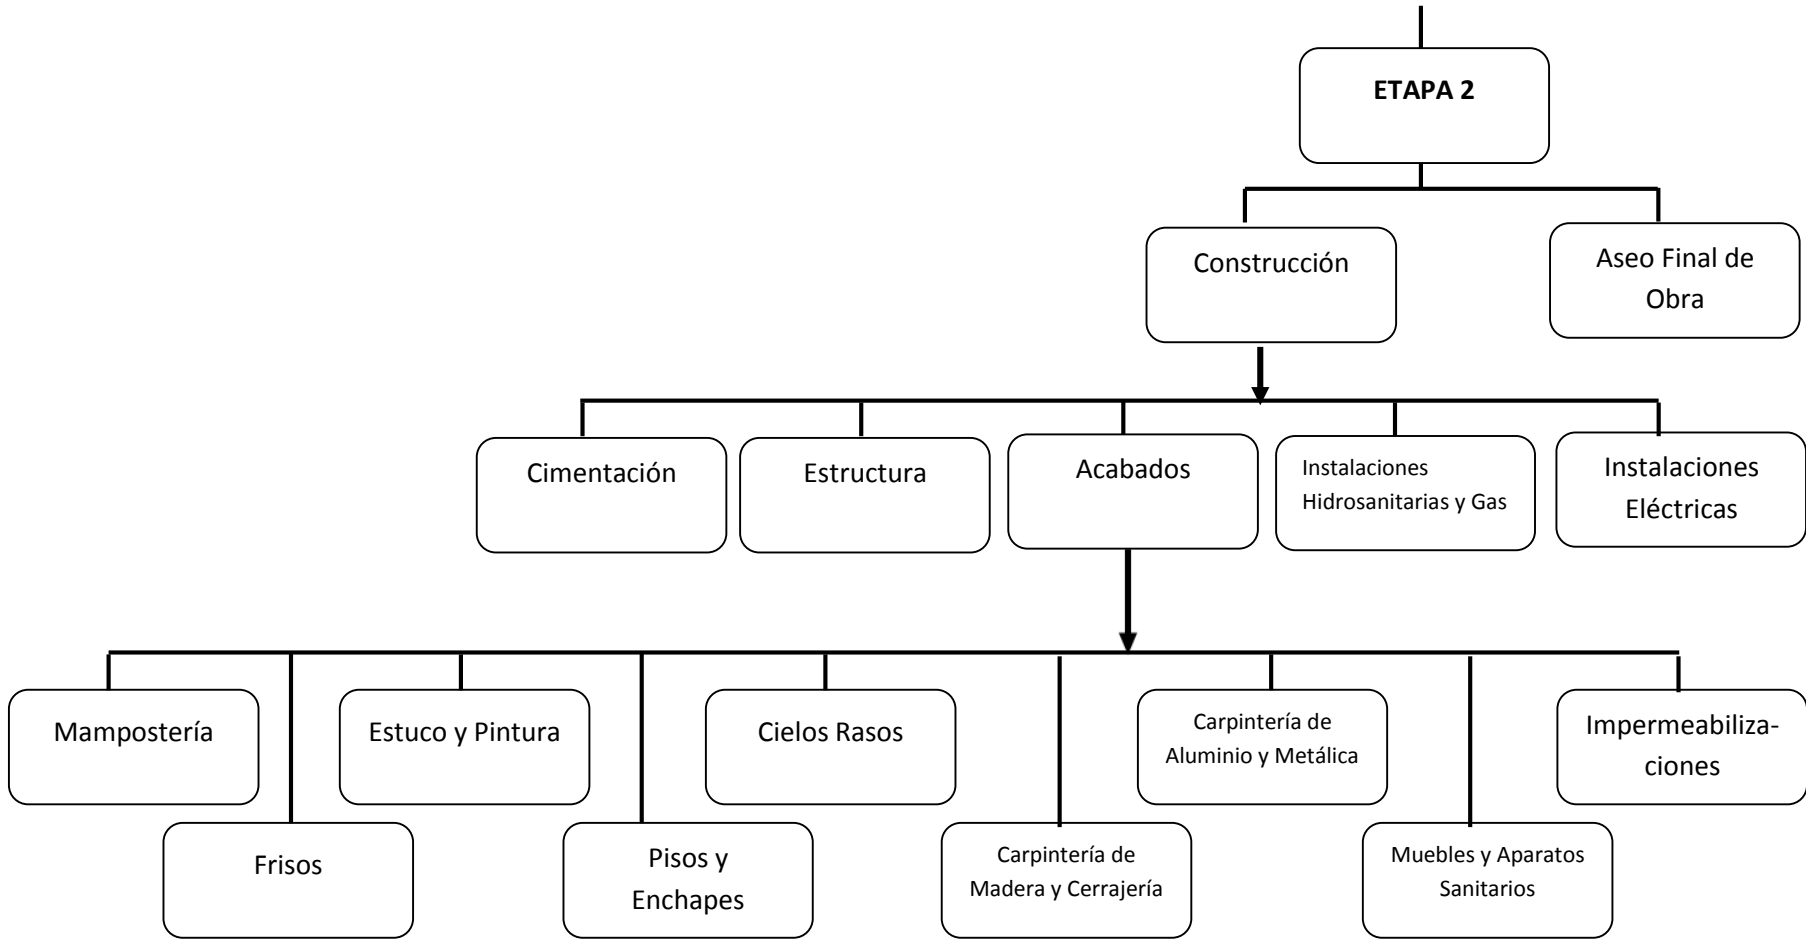 ETAPA 2
Construcción
Aseo Final de
Obra
Cimentación
Estructura
Acabados
Instalaciones
Hidrosanitarias y Gas
Instalaciones
Eléctricas
Mampostería
Estuco y Pintura
Cielos Rasos
Carpintería de
Aluminio y Metálica
Impermeabiliza-
ciones
Frisos
Pisos y
Enchapes
Carpintería de
Madera y Cerrajería
Muebles y Aparatos
Sanitarios